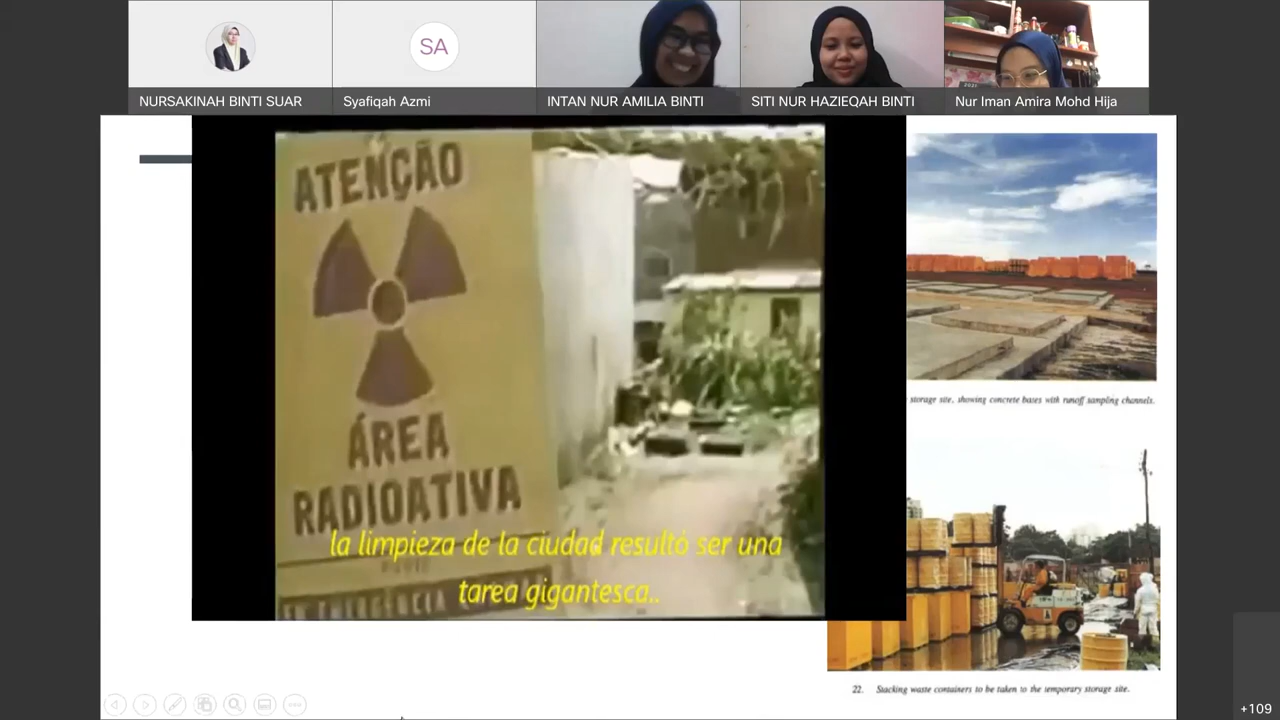 NURSAKINAH BINTI SUAR
SA
Syafiqah Azmi
INTAN NUR AMILIA BINTI
SITI NUR HAZIEQAH BINTI
Nur Iman Amira Mohd Hija
ATENÇÃO
ÁREA
RADIOATIVA
la limpieza de la ciudad resultó ser una
tarea gigantesca..
EMERGÊNCIA
storage site, showing concrete bases with runoff sampling channels.
22. Stacking waste containers to be taken to the temporary storage site.
+109